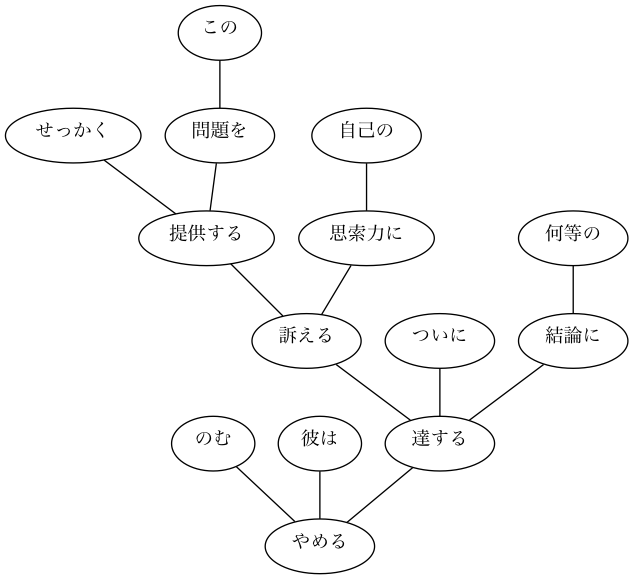 この
せっかく
問題を
自己の
提供する
思索力に
何等の
訴える
ついに
結論に
のむ
彼は
達する
やめる